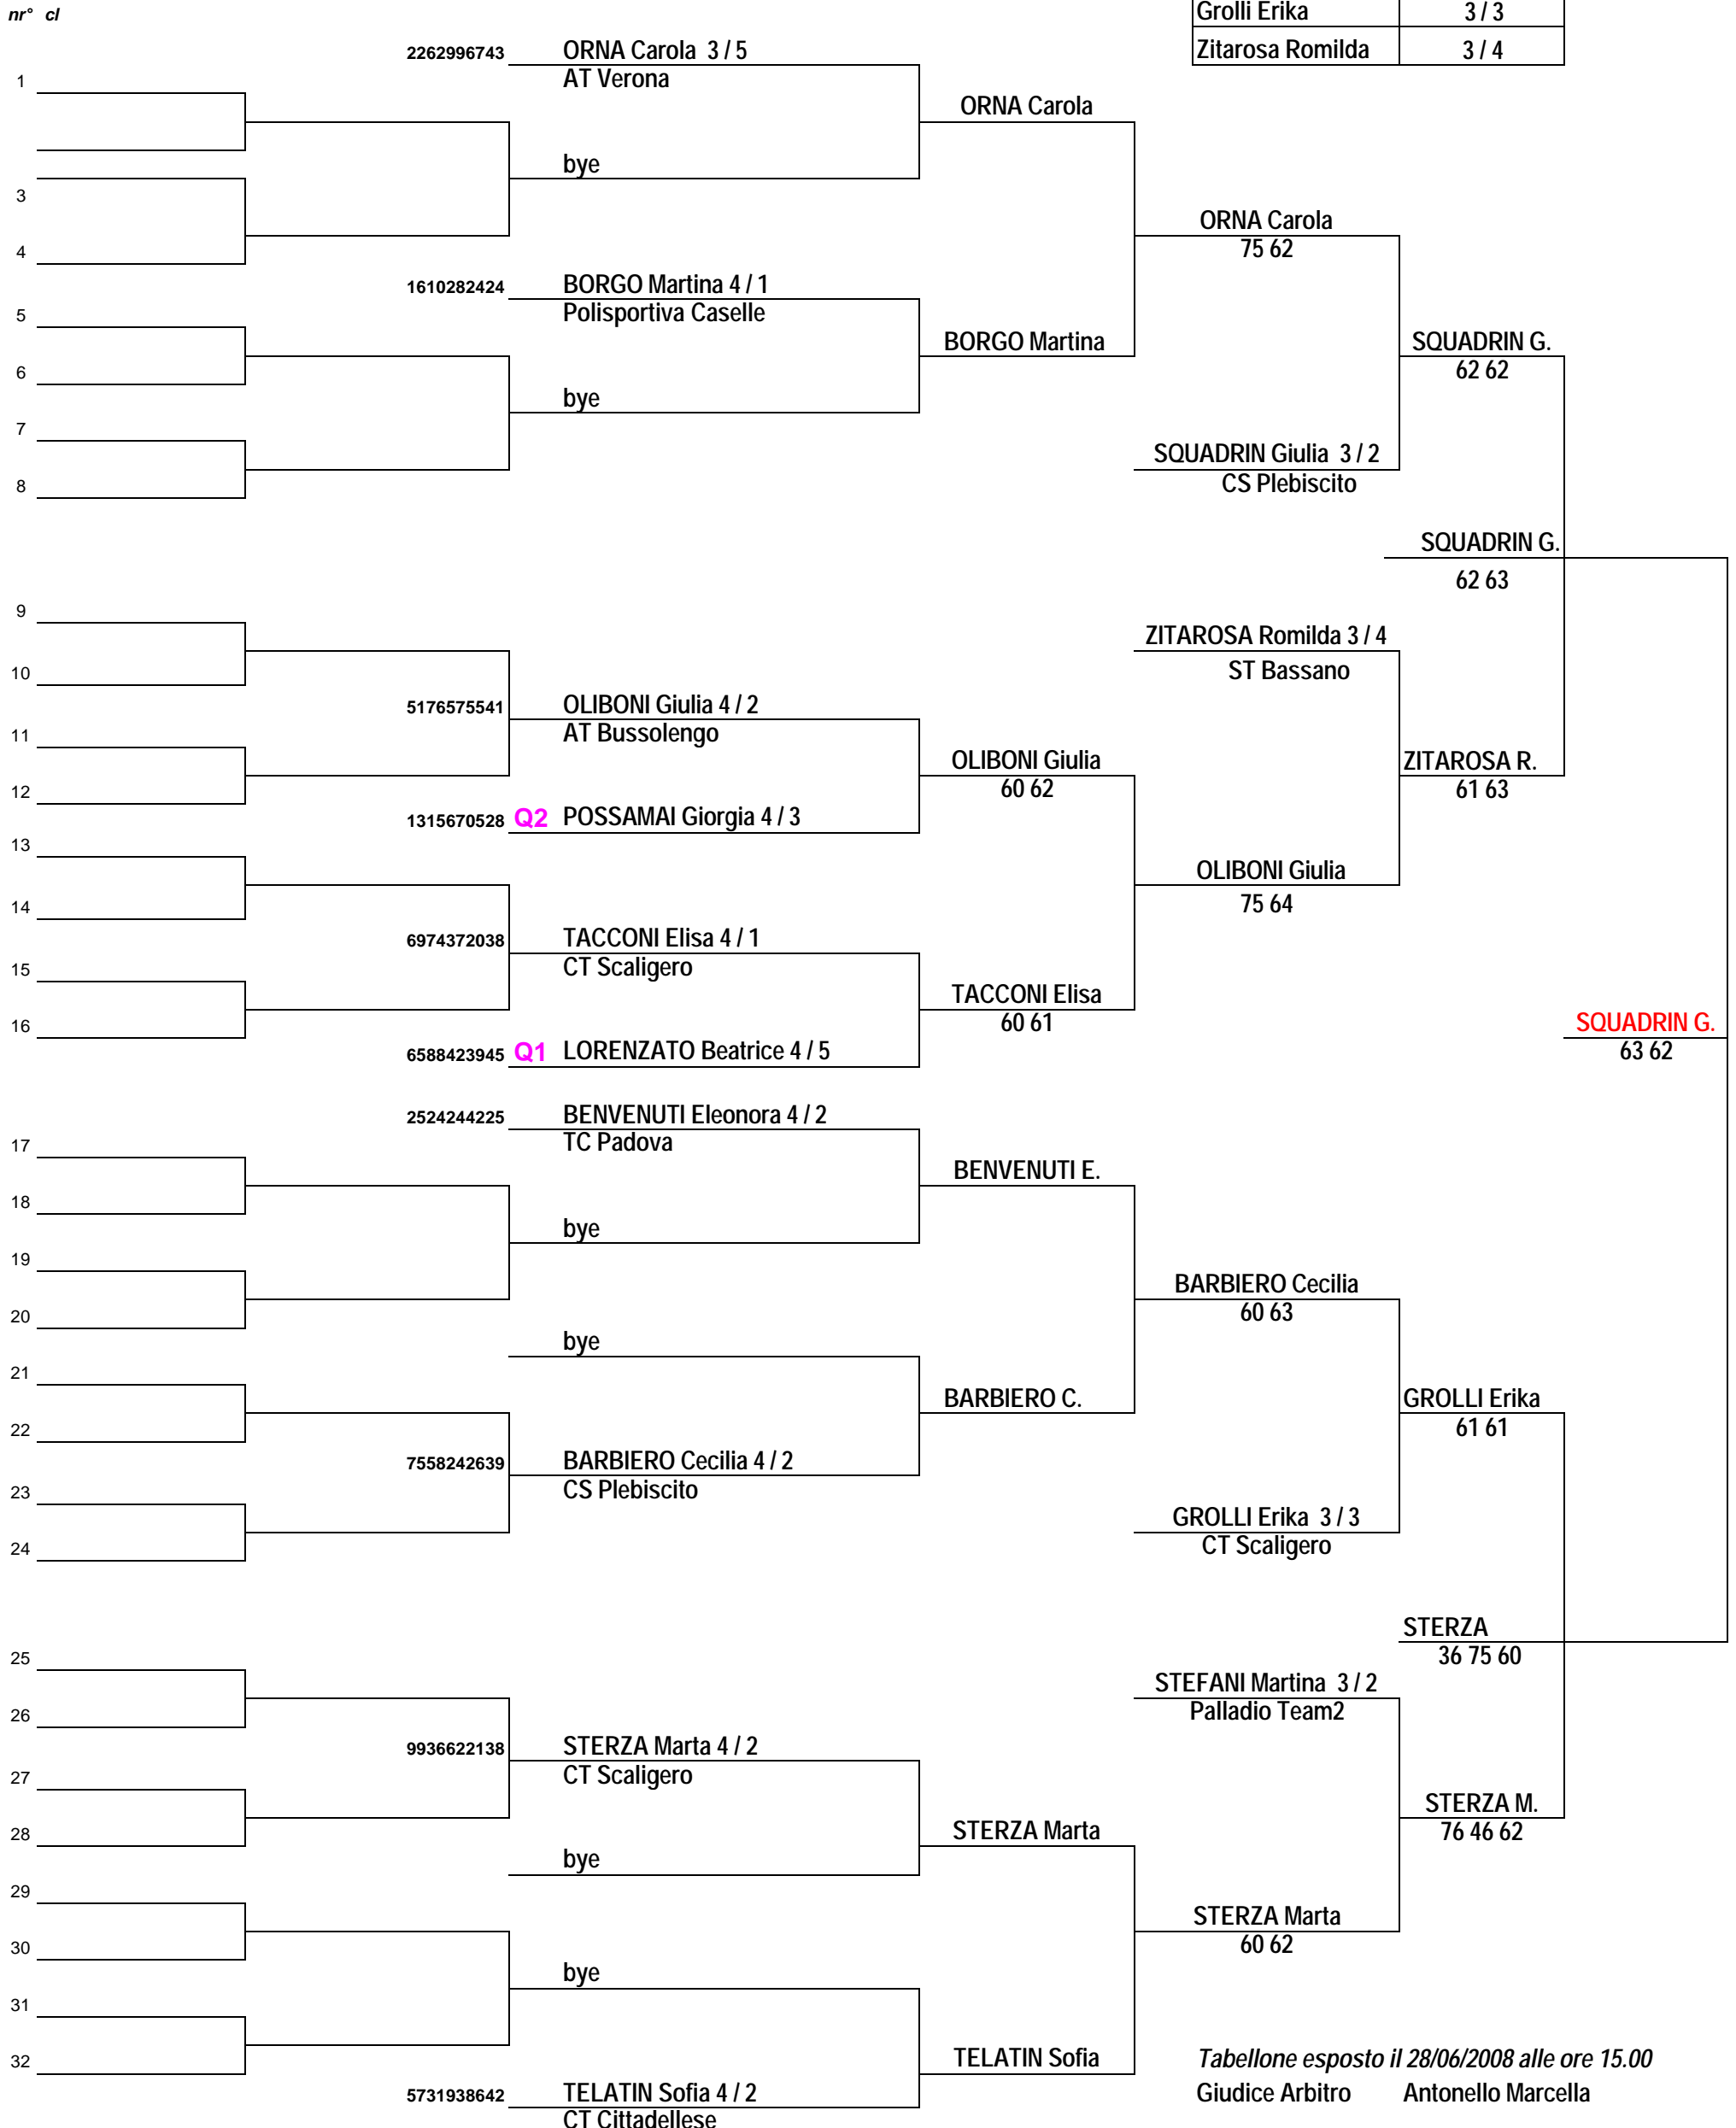 nr° cl
Grolli Erika 3 / 3
Zitarosa Romilda 3 / 4
2262996743 ORNA Carola 3 / 5
1 AT Verona
ORNA Carola
bye
3
ORNA Carola
4 75 62
1610282424 BORGO Martina 4 / 1
5 Polisportiva Caselle
BORGO Martina SQUADRIN G.
6 62 62
bye
7
SQUADRIN Giulia 3 / 2
8 CS Plebiscito
SQUADRIN G.
62 63
9
ZITAROSA Romilda 3 / 4
10 ST Bassano
5176575541 OLIBONI Giulia 4 / 2
11 AT Bussolengo
OLIBONI Giulia ZITAROSA R.
12 60 62 61 63
1315670528 Q2 POSSAMAI Giorgia 4 / 3
13
OLIBONI Giulia
14 75 64
6974372038 TACCONI Elisa 4 / 1
15 CT Scaligero
TACCONI Elisa
16 60 61 SQUADRIN G.
63 62
6588423945 Q1 LORENZATO Beatrice 4 / 5
2524244225 BENVENUTI Eleonora 4 / 2
17 TC Padova
BENVENUTI E.
18
bye
19
BARBIERO Cecilia
20 60 63
bye
21
BARBIERO C. GROLLI Erika
22 61 61
7558242639 BARBIERO Cecilia 4 / 2
23 CS Plebiscito
GROLLI Erika 3 / 3
24 CT Scaligero
STERZA
25 36 75 60
STEFANI Martina 3 / 2
26 Palladio Team2
9936622138 STERZA Marta 4 / 2
27 CT Scaligero
STERZA M.
28 STERZA Marta 76 46 62
bye
29
STERZA Marta
30 60 62
bye
31
32 TELATIN Sofia Tabellone esposto il 28/06/2008 alle ore 15.00
5731938642 TELATIN Sofia 4 / 2 Giudice Arbitro Antonello Marcella
CT Cittadellese